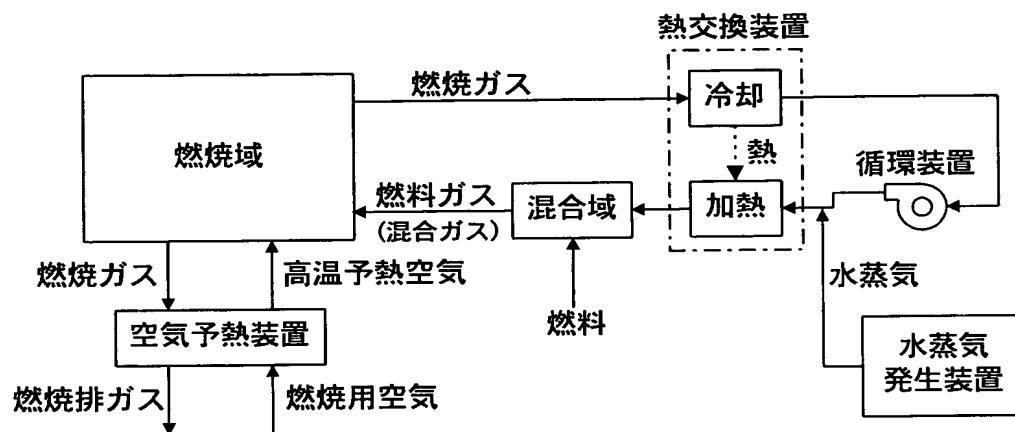 熱交換装置
燃焼ガス
冷却
燃焼域
熱
循環装置
燃料ガス
(混合ガス)
混合域
加熱
燃焼ガス
高温予熱空気
水蒸気
空気予熱装置
燃料
水蒸気
発生装置
燃焼排ガス
燃焼用空気